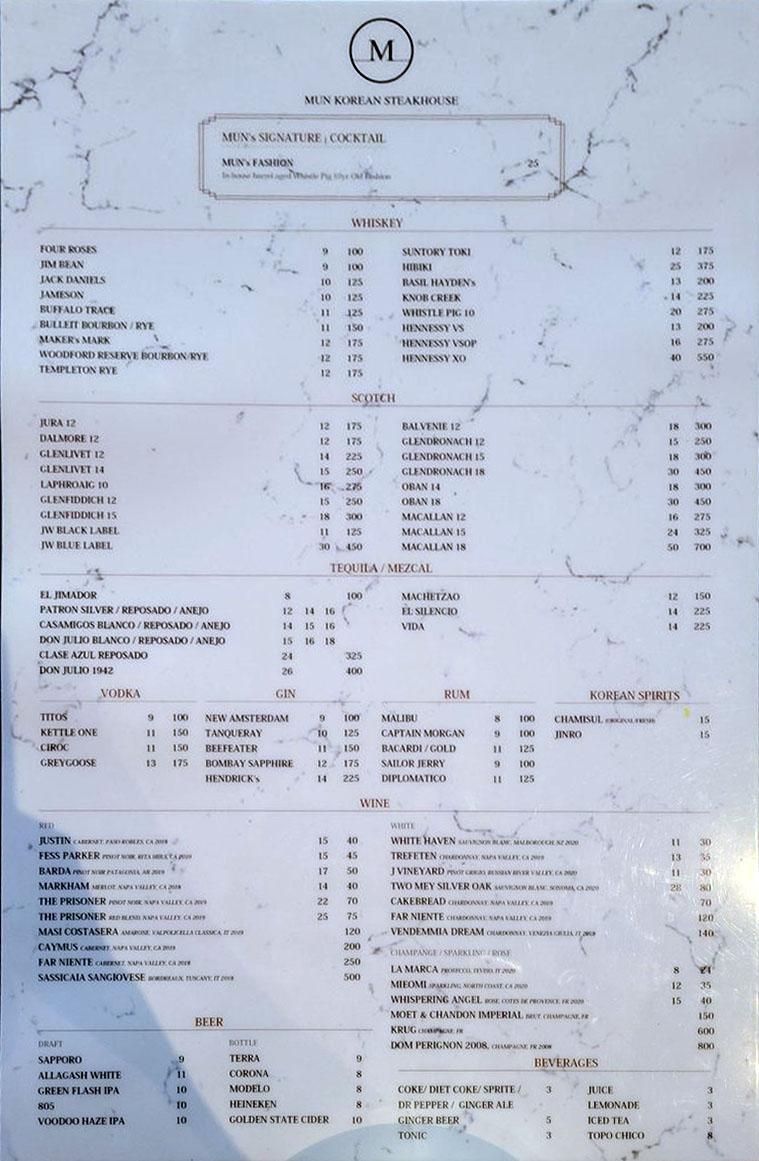 M
MUN KOREAN STEAKHOUSE
MUN's SIGNATURE | COCKTAIL
MUN's FASHION 25
In-house barrel aged Whistle Pig 10yr Old Fashion
WHISKEY
FOUR ROSES 9 100
JIM BEAN 9 100
JACK DANIELS 10 125
JAMESON 10 125
BUFFALO TRACE 11 125
BULLEIT BOURBON / RYE 11 150
MAKER's MARK 12 175
WOODFORD RESERVE BOURBON/RYE 12 175
TEMPLETON RYE 12 175
SUNTORY TOKI 12 175
HIBIKI 25 375
BASIL HAYDEN's 13 200
KNOB CREEK 14 225
WHISTLE PIG 10 20 275
HENNESSY VS 13 200
HENNESSY VSOP 16 275
HENNESSY XO 40 550
SCOTCH
JURA 12 12 175
DALMORE 12 12 175
GLENLIVET 12 14 225
GLENLIVET 14 15 250
LAPHROAIG 10 16 275
GLENFIDDICH 12 15 250
GLENFIDDICH 15 18 300
JW BLACK LABEL 11 125
JW BLUE LABEL 30 450
BALVENIE 12 18 300
GLENDRONACH 12 15 250
GLENDRONACH 15 18 300
GLENDRONACH 18 30 450
OBAN 14 18 300
OBAN 18 30 450
MACALLAN 12 16 275
MACALLAN 15 24 325
MACALLAN 18 50 700
TEQUILA / MEZCAL
EL JIMADOR 8 100
PATRON SILVER / REPOSADO / ANEJO 12 14 16
CASAMIGOS BLANCO / REPOSADO / ANEJO 14 15 16
DON JULIO BLANCO / REPOSADO / ANEJO 15 16 18
CLASE AZUL REPOSADO 24 325
DON JULIO 1942 26 400
MACHETZAO 12 150
EL SILENCIO 14 225
VIDA 14 225
VODKA
TITOS 9 100
KETTLE ONE 11 150
CIROC 11 150
GREYGOOSE 13 175
GIN
NEW AMSTERDAM 9 100
TANQUERAY 10 125
BEEFEATER 11 150
BOMBAY SAPPHIRE 12 175
HENDRICK's 14 225
RUM
MALIBU 8 100
CAPTAIN MORGAN 9 100
BACARDI / GOLD 11 125
SAILOR JERRY 9 100
DIPLOMATICO 11 125
KOREAN SPIRITS
CHAMISUL (ORIGINAL/FRESH) 15
JINRO 15
WINE
RED
JUSTIN CABERNET, PASO ROBLES, CA 2019 15 40
FESS PARKER PINOT NOIR, RITA HILLS, CA 2019 15 45
BARDA PINOT NOIR PATAGONIA, AR 2019 17 50
MARKHAM MERLOT, NAPA VALLEY, CA 2018 14 40
THE PRISONER PINOT NOIR, NAPA VALLEY, CA 2019 22 70
THE PRISONER RED BLEND, NAPA VALLEY, CA 2019 25 75
MASI COSTASERA AMARONE, VALPOLICELLA CLASSICA, IT 2019 120
CAYMUS CABERNET, NAPA VALLEY, CA 2019 200
FAR NIENTE CABERNET, NAPA VALLEY, CA 2018 250
SASSICAIA SANGIOVESE BORDEAUX, TUSCANY, IT 2018 500
WHITE
WHITE HAVEN SAUVIGNON BLANC, MALBOROUGH, NZ 2020 11 30
TREFETEN CHARDONNAY, NAPA VALLEY, CA 2019 13 35
J VINEYARD PINOT GRIGIO, RUSSIAN RIVER VALLEY, CA 2020 11 30
TWO MEY SILVER OAK SAUVIGNON BLANC, SONOMA, CA 2020 28 80
CAKEBREAD CHARDONNAY, NAPA VALLEY, CA 2019 70
FAR NIENTE CHARDONNAY, NAPA VALLEY, CA 2019 120
VENDEMMIA DREAM CHARDONNAY, VENEZIA GIULIA, IT 2019 140
CHAMPANGE / SPARKLING / ROSE
LA MARCA PROSECCO, TEVISO, IT 2020 8 24
MIEOMI SPARKLING, NORTH COAST, CA 2020 12 35
WHISPERING ANGEL ROSE, COTES DE PROVENCE, FR 2020 15 40
MOET & CHANDON IMPERIAL BRUT, CHAMPAGNE, FR 150
KRUG CHAMPAGNE, FR 600
DOM PERIGNON 2008, CHAMPAGNE, FR 2008 800
BEER
DRAFT
SAPPORO 9
ALLAGASH WHITE 11
GREEN FLASH IPA 10
805 10
VOODOO HAZE IPA 10
BOTTLE
TERRA 9
CORONA 8
MODELO 8
HEINEKEN 8
GOLDEN STATE CIDER 10
BEVERAGES
COKE/ DIET COKE/ SPRITE / 3
DR PEPPER / GINGER ALE
GINGER BEER 5
TONIC 3
JUICE 3
LEMONADE 3
ICED TEA 3
TOPO CHICO 8